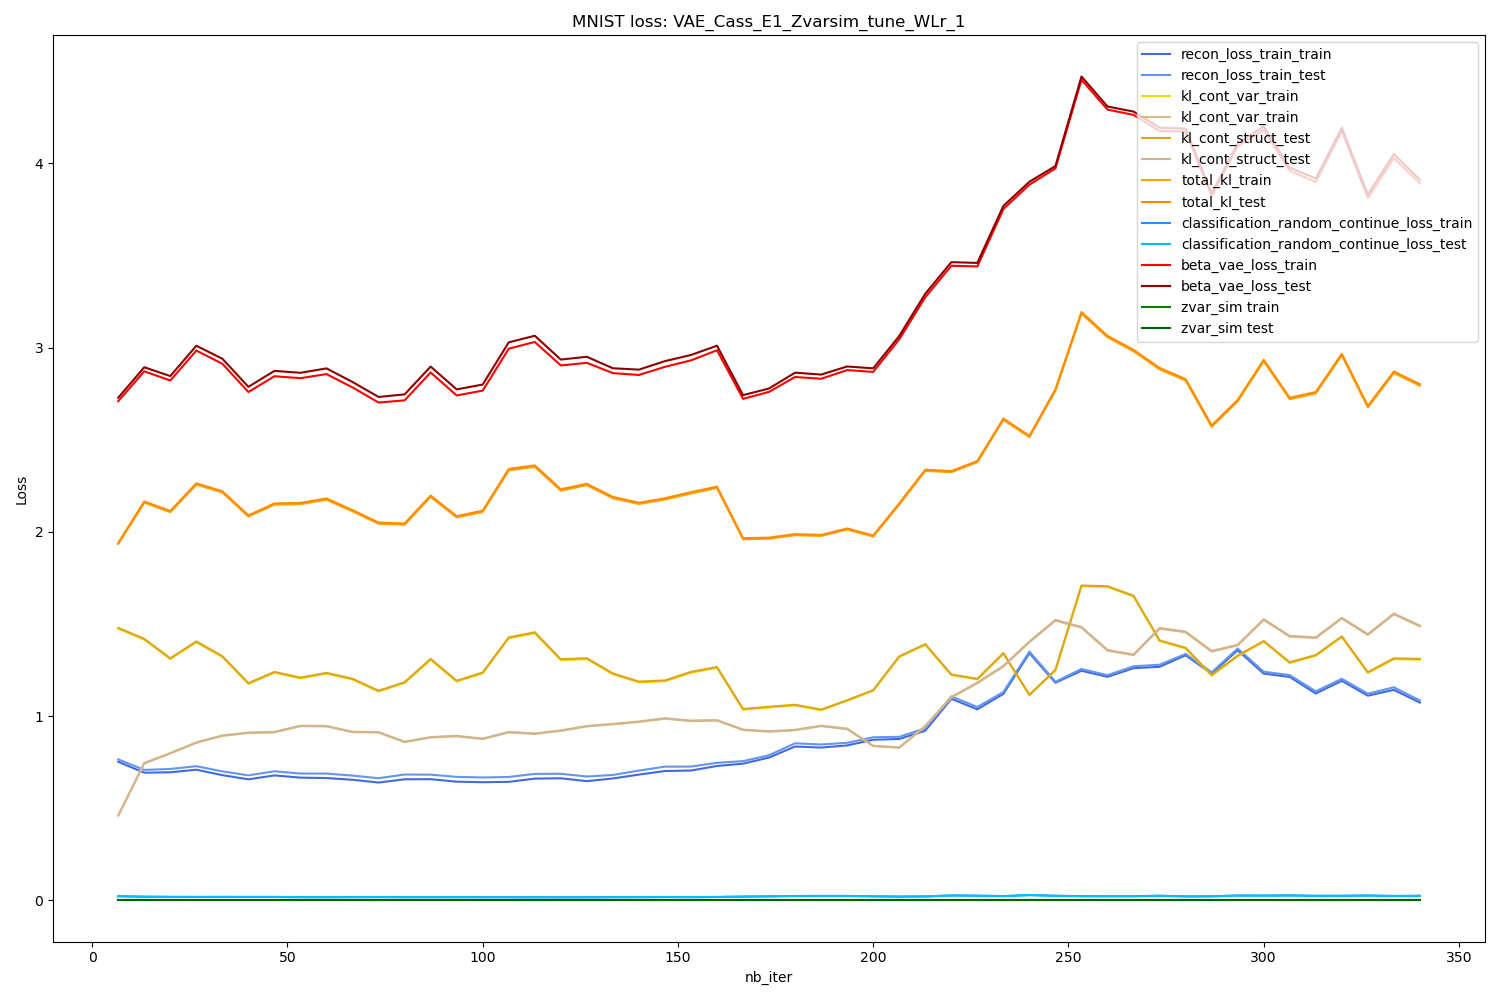 MNIST loss: VAE_Cass_E1_Zvarsim_tune_WLr_1
recon_loss_train_train
recon_loss_train_test
kl_cont_var_train
kl_cont_var_train
kl_cont_struct_test
kl_cont_struct_test
total_kl_train
total_kl_test
classification_random_continue_loss_train
classification_random_continue_loss_test
beta_vae_loss_train
beta_vae_loss_test
zvar_sim train
zvar_sim test
Loss
4
3
2
1
0
0
50
100
150
200
250
300
350
nb_iter